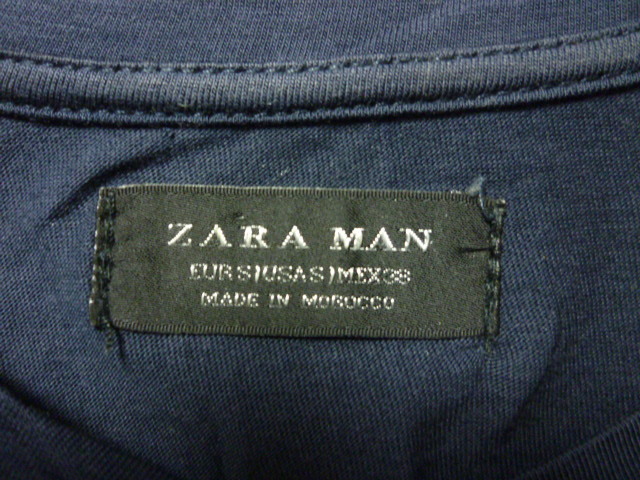 ZARA MAN
EUR S) USA S) MEX 38
MADE IN MOROCCO